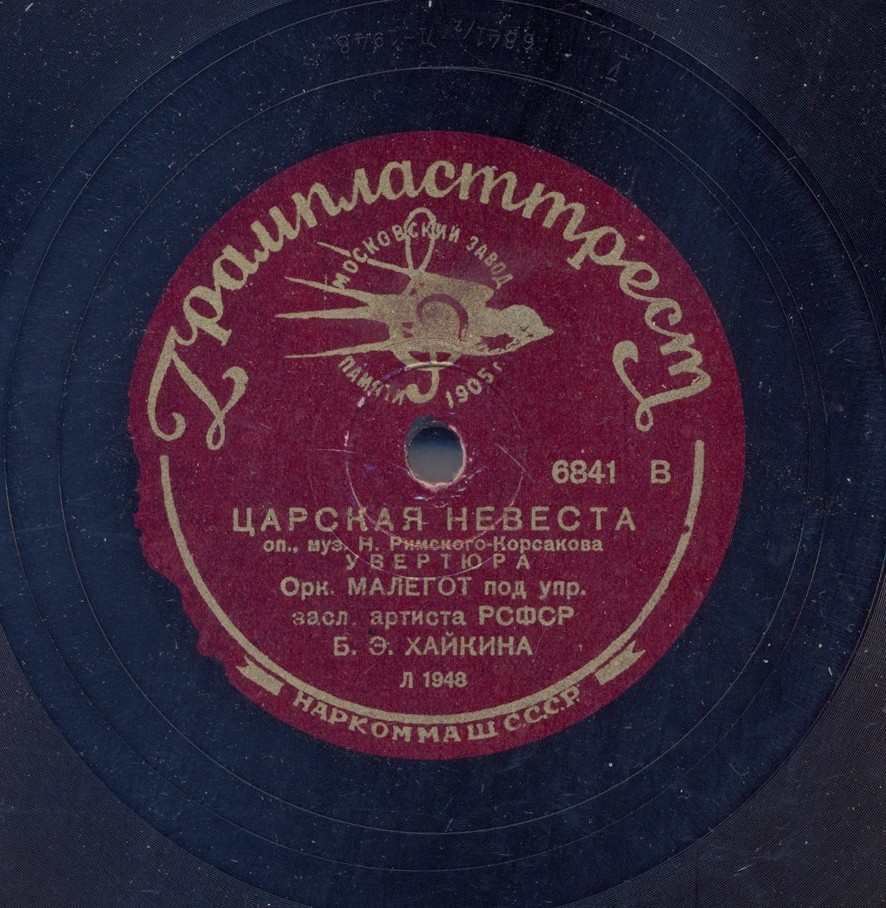 Грампласттрест
МОСКОВСКИЙ ЗАВОД
ПАМЯТИ 1905 г.
6841 В
ЦАРСКАЯ НЕВЕСТА
оп., муз. Н. Римского-Корсакова
УВЕРТЮРА
Орк. МАЛЕГОТ под упр.
засл. артиста РСФСР
Б. Э. ХАЙКИНА
Л 1948
НАРКОММАШ СССР